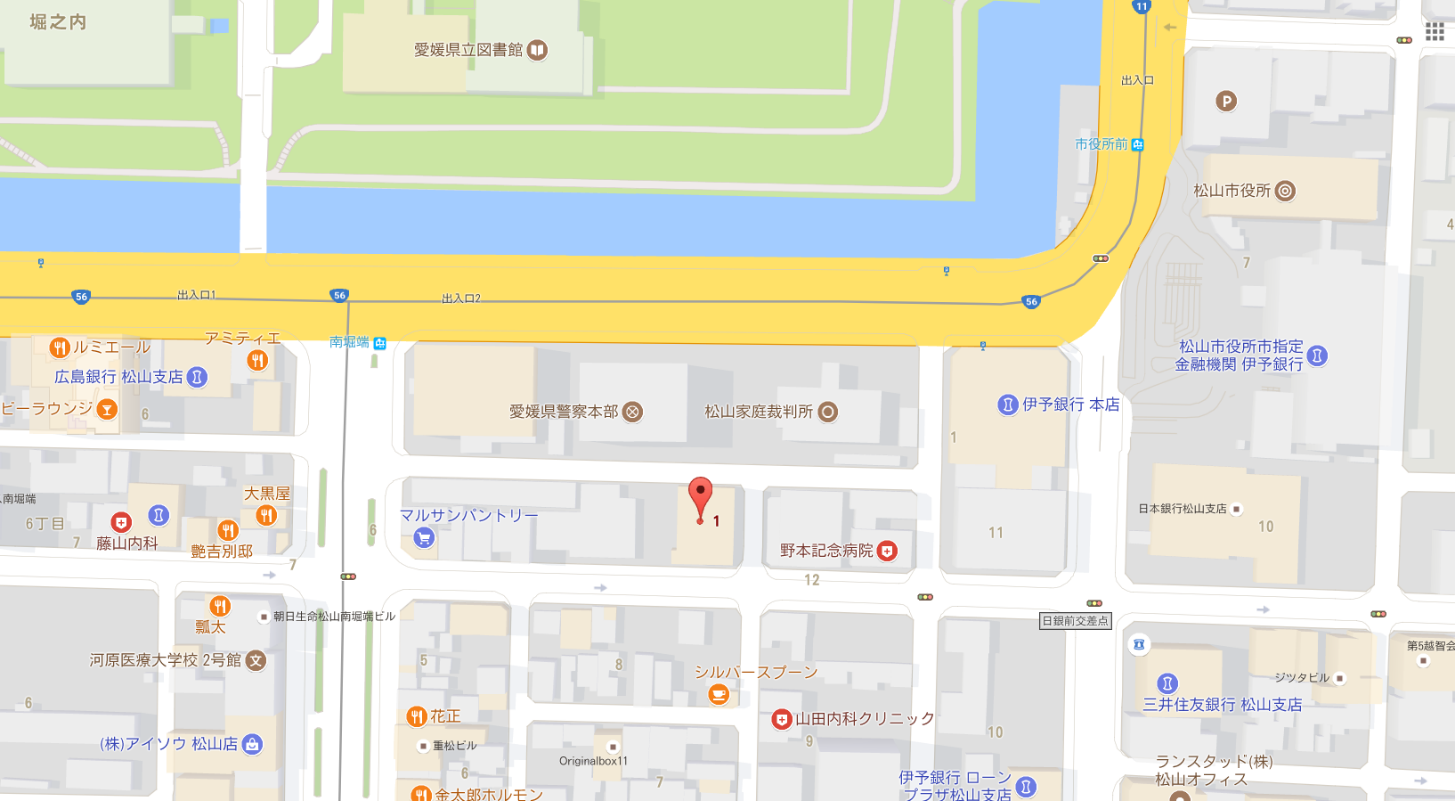 堀之内
愛媛県立図書館
11
出入口
P
市役所前
松山市役所
4
7
56
出入口1
56
出入口2
56
ルミエール
アミティエ
南堀端
広島銀行 松山支店
ビーラウンジ
6
愛媛県警察本部
松山家庭裁判所
伊予銀行 本店
1
松山市役所市指定
金融機関 伊予銀行
南堀端
6丁目
7
大黒屋
藤山内科
艶吉別邸
7
マルサンパントリー
6
1
野本記念病院
12
11
日本銀行松山支店
10
日銀前交差点
瓢太
朝日生命松山南堀端ビル
河原医療大学校 2号館
文
6
5
8
シルバースプーン
花正
重松ビル
山田内科クリニック
9
10
第5越智会
ジツタビル
三井住友銀行 松山支店
(株)アイソウ 松山店
6
Originalbox11
7
金太郎ホルモン
伊予銀行 ローン
プラザ松山支店
ランスタッド(株)
松山オフィス